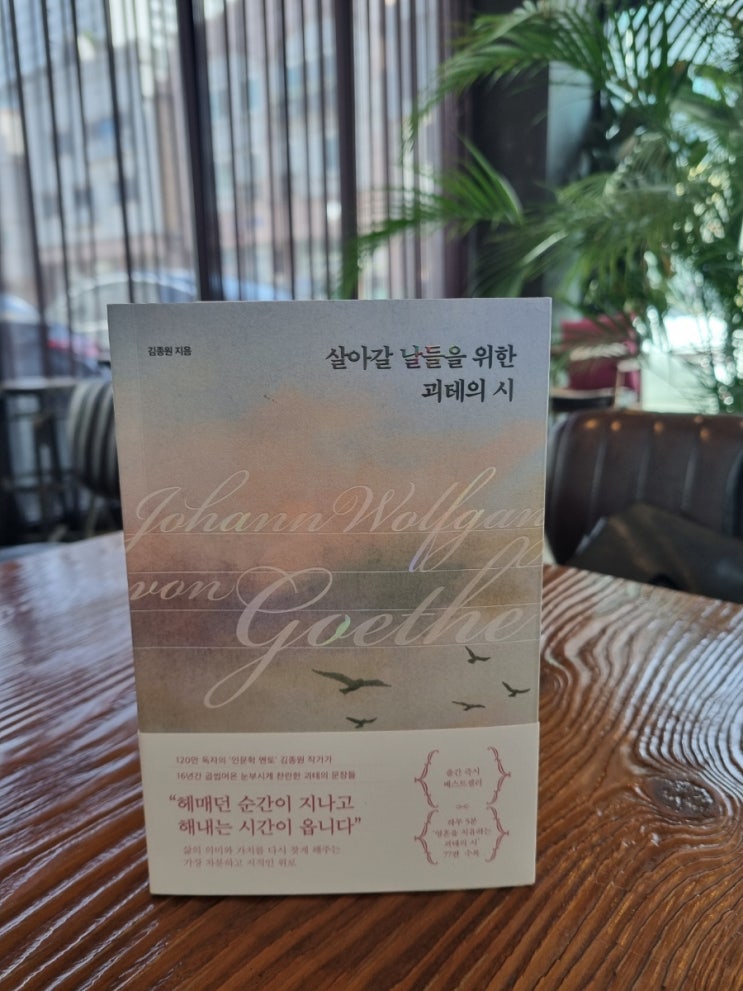 김종원 지음
살아갈 날들을 위한
괴테의 시
Johann Wolfgan
von
Goethe
120만 독자의 '인문학 멘토' 김종원 작가가
16년간 곱씹어온 눈부시게 찬란한 괴테의 문장들
“헤매던 순간이 지나고
해내는 시간이 옵니다”
삶의 의미와 가치를 다시 찾게 해주는
가장 차분하고 지적인 위로
출간 즉시
베스트셀러
하루 5분
'영혼을 치유하는
괴테의 시'
77편 수록